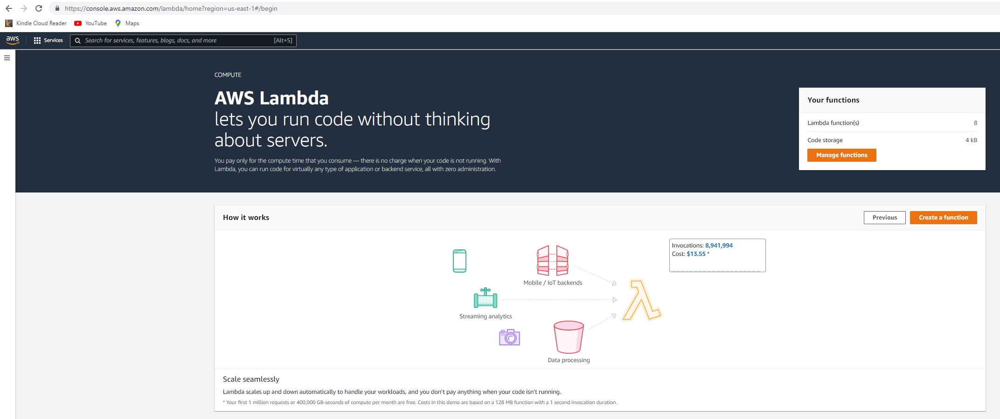 https://console.aws.amazon.com/lambda/home?region=us-east-1#/begin
Kindle Cloud Reader YouTube Maps
aws Services Search for services, features, blogs, docs, and more [Alt+S]
COMPUTE
AWS Lambda
lets you run code without thinking
about servers.
You pay only for the compute time that you consume — there is no charge when your code is not running. With
Lambda, you can run code for virtually any type of application or backend service, all with zero administration.
Your functions
Lambda function(s) 8
Code storage 4 kB
Manage functions
How it works Previous Create a function
Invocations: 8,941,994
Cost: $13.55 *
Mobile / IoT backends
Streaming analytics
Data processing
Scale seamlessly
Lambda scales up and down automatically to handle your workloads, and you don't pay anything when your code isn't running.
* Your first 1 million requests or 400,000 GB-seconds of compute per month are free. Costs in this demo are based on a 128 MB function with a 1 second invocation duration.